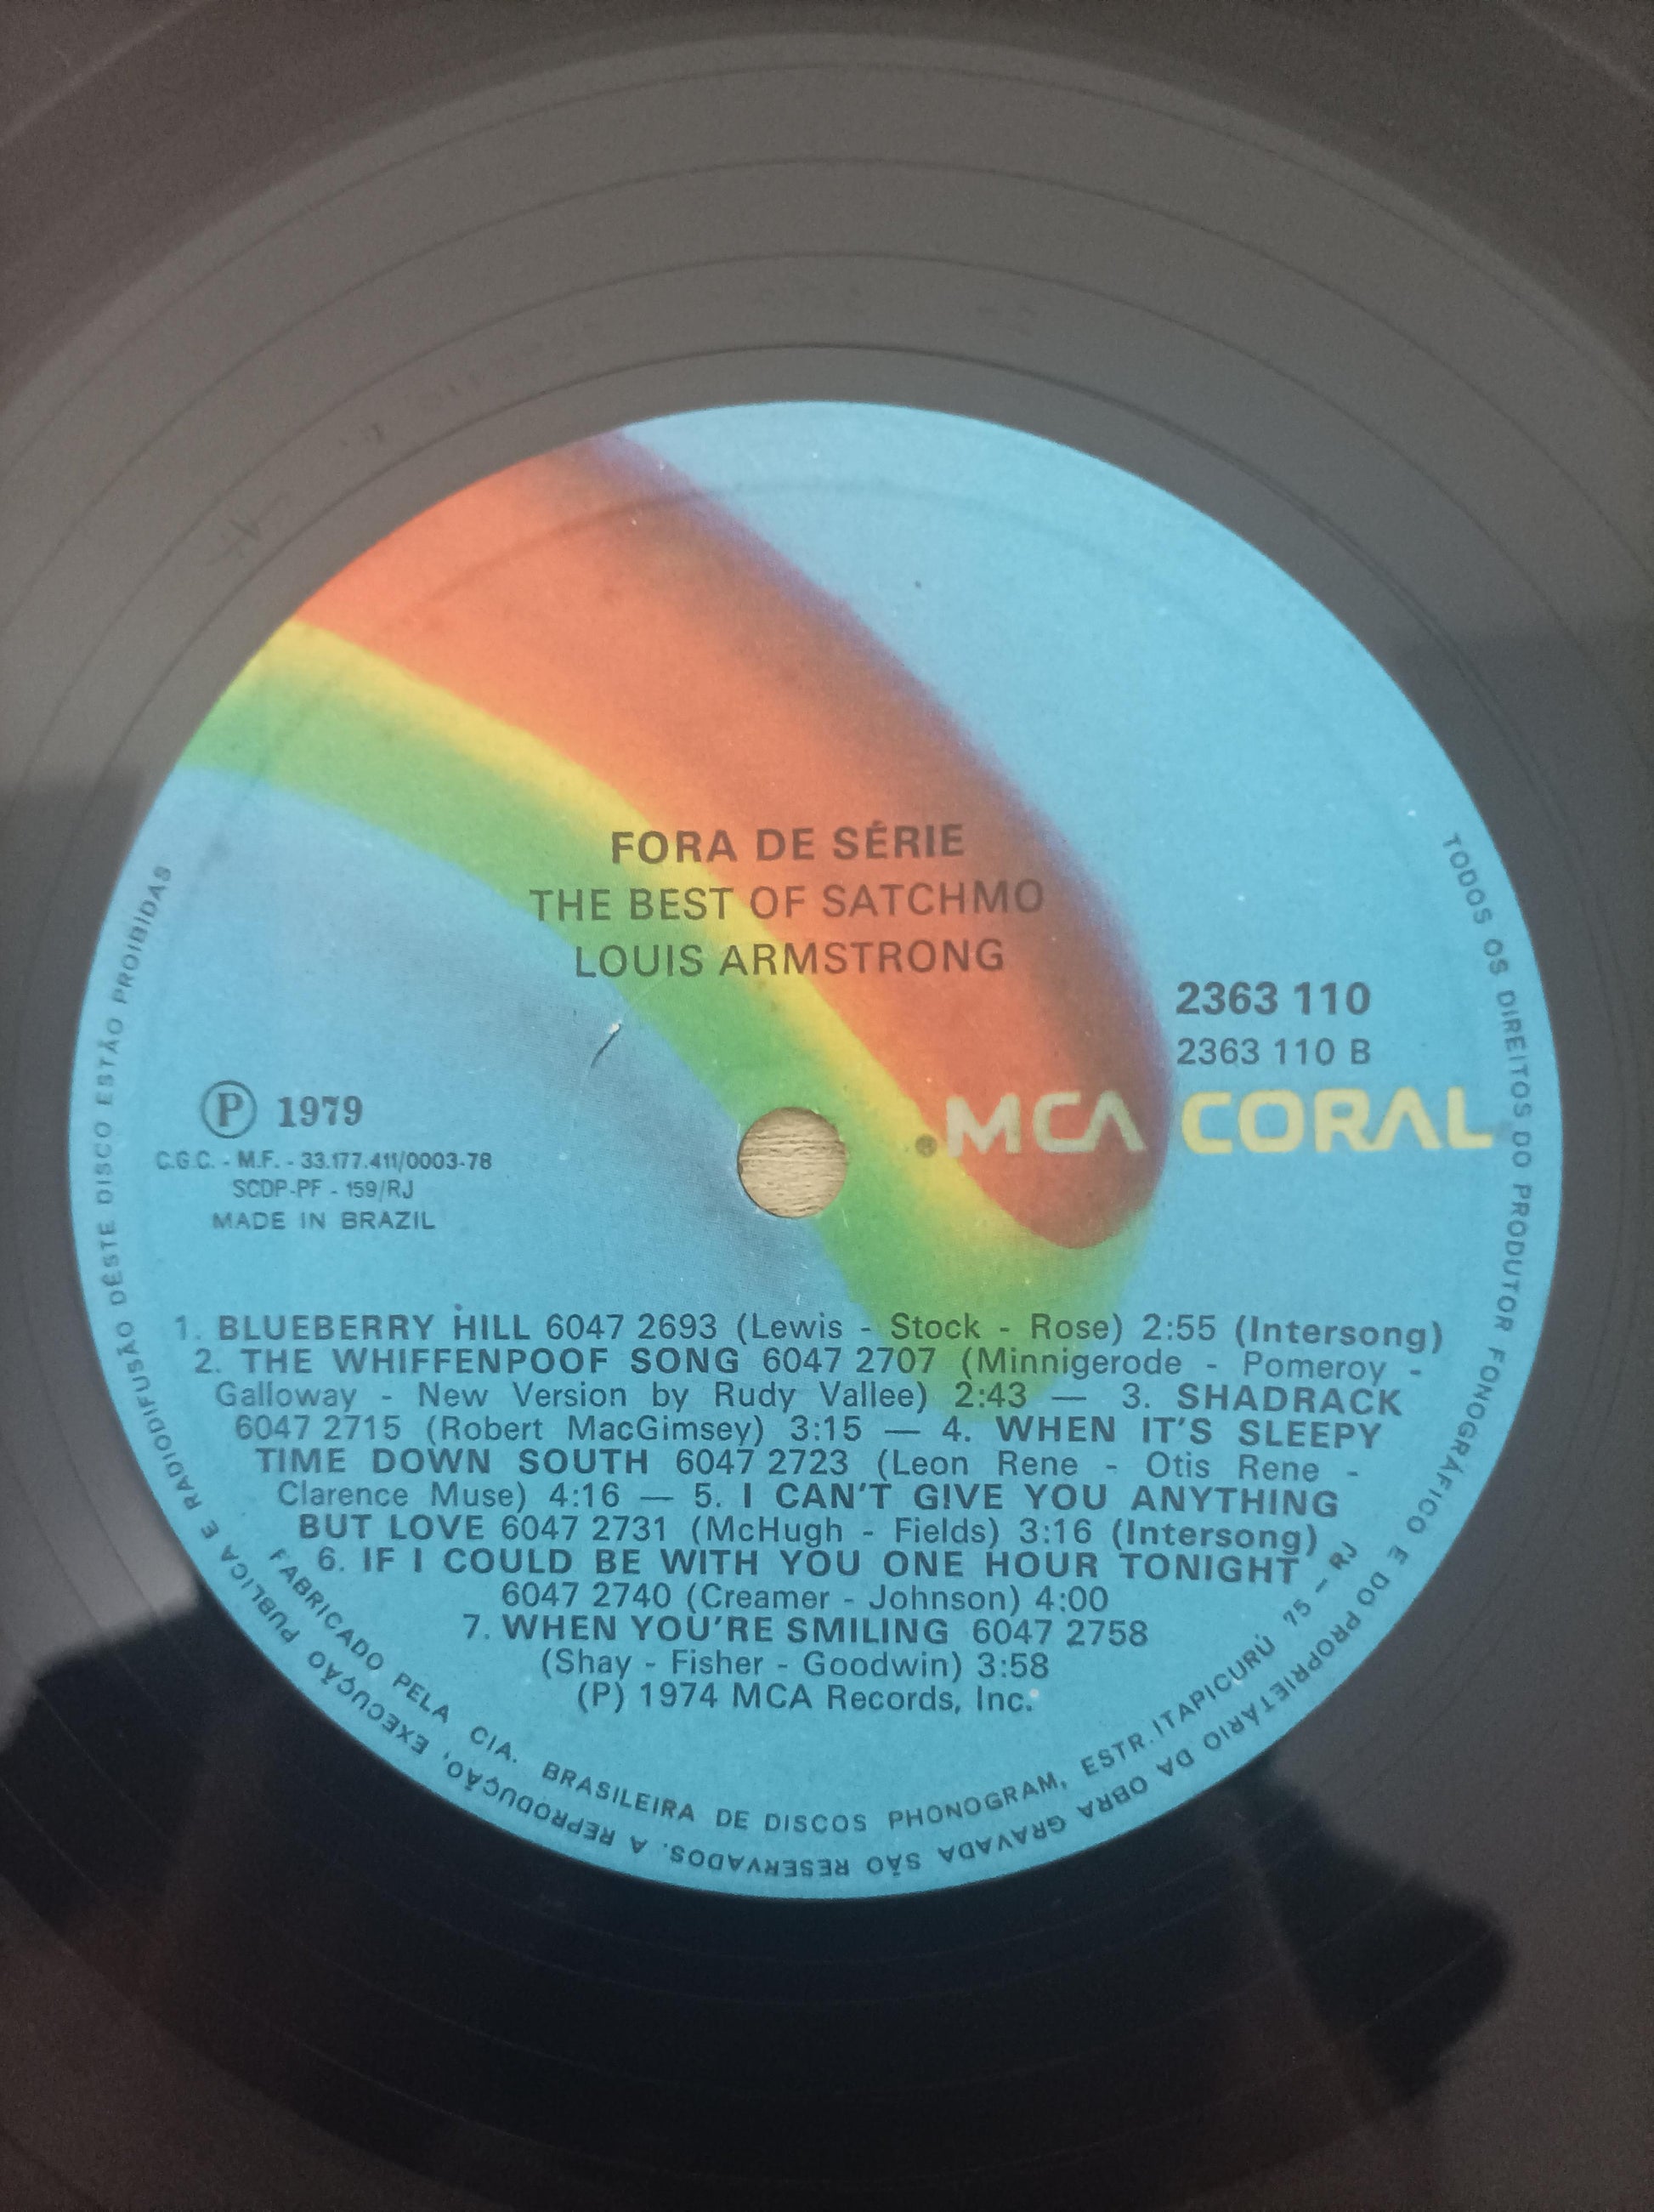 FORA DE SÉRIE
THE BEST OF SATCHMO
LOUIS ARMSTRONG
2363 110
2363 110 B
MCA CORAL
Ⓟ 1979
C.G.C. - M.F. - 33.177.411/0003-78
SCDP-PF - 159/RJ
MADE IN BRAZIL
1. BLUEBERRY HILL 6047 2693 (Lewis - Stock - Rose) 2:55 (Intersong)
2. THE WHIFFENPOOF SONG 6047 2707 (Minnigerode - Pomeroy -
Galloway - New Version by Rudy Vallee) 2:43 — 3. SHADRACK
6047 2715 (Robert MacGimsey) 3:15 — 4. WHEN IT'S SLEEPY
TIME DOWN SOUTH 6047 2723 (Leon Rene - Otis Rene -
Clarence Muse) 4:16 — 5. I CAN'T GIVE YOU ANYTHING
BUT LOVE 6047 2731 (McHugh - Fields) 3:16 (Intersong)
6. IF I COULD BE WITH YOU ONE HOUR TONIGHT
6047 2740 (Creamer - Johnson) 4:00
7. WHEN YOU'RE SMILING 6047 2758
(Shay - Fisher - Goodwin) 3:58
(P) 1974 MCA Records, Inc.
FABRICADO PELA CIA. BRASILEIRA DE DISCOS PHONOGRAM, ESTR. ITAPICURÚ 75 - RJ
TODOS OS DIREITOS DO PRODUTOR FONOGRÁFICO E DO PROPRIETÁRIO DA OBRA GRAVADA SÃO RESERVADOS. A REPRODUÇÃO, EXECUÇÃO PUBLICA E RADIODIFUSÃO DÊSTE DISCO ESTÃO PROIBIDAS